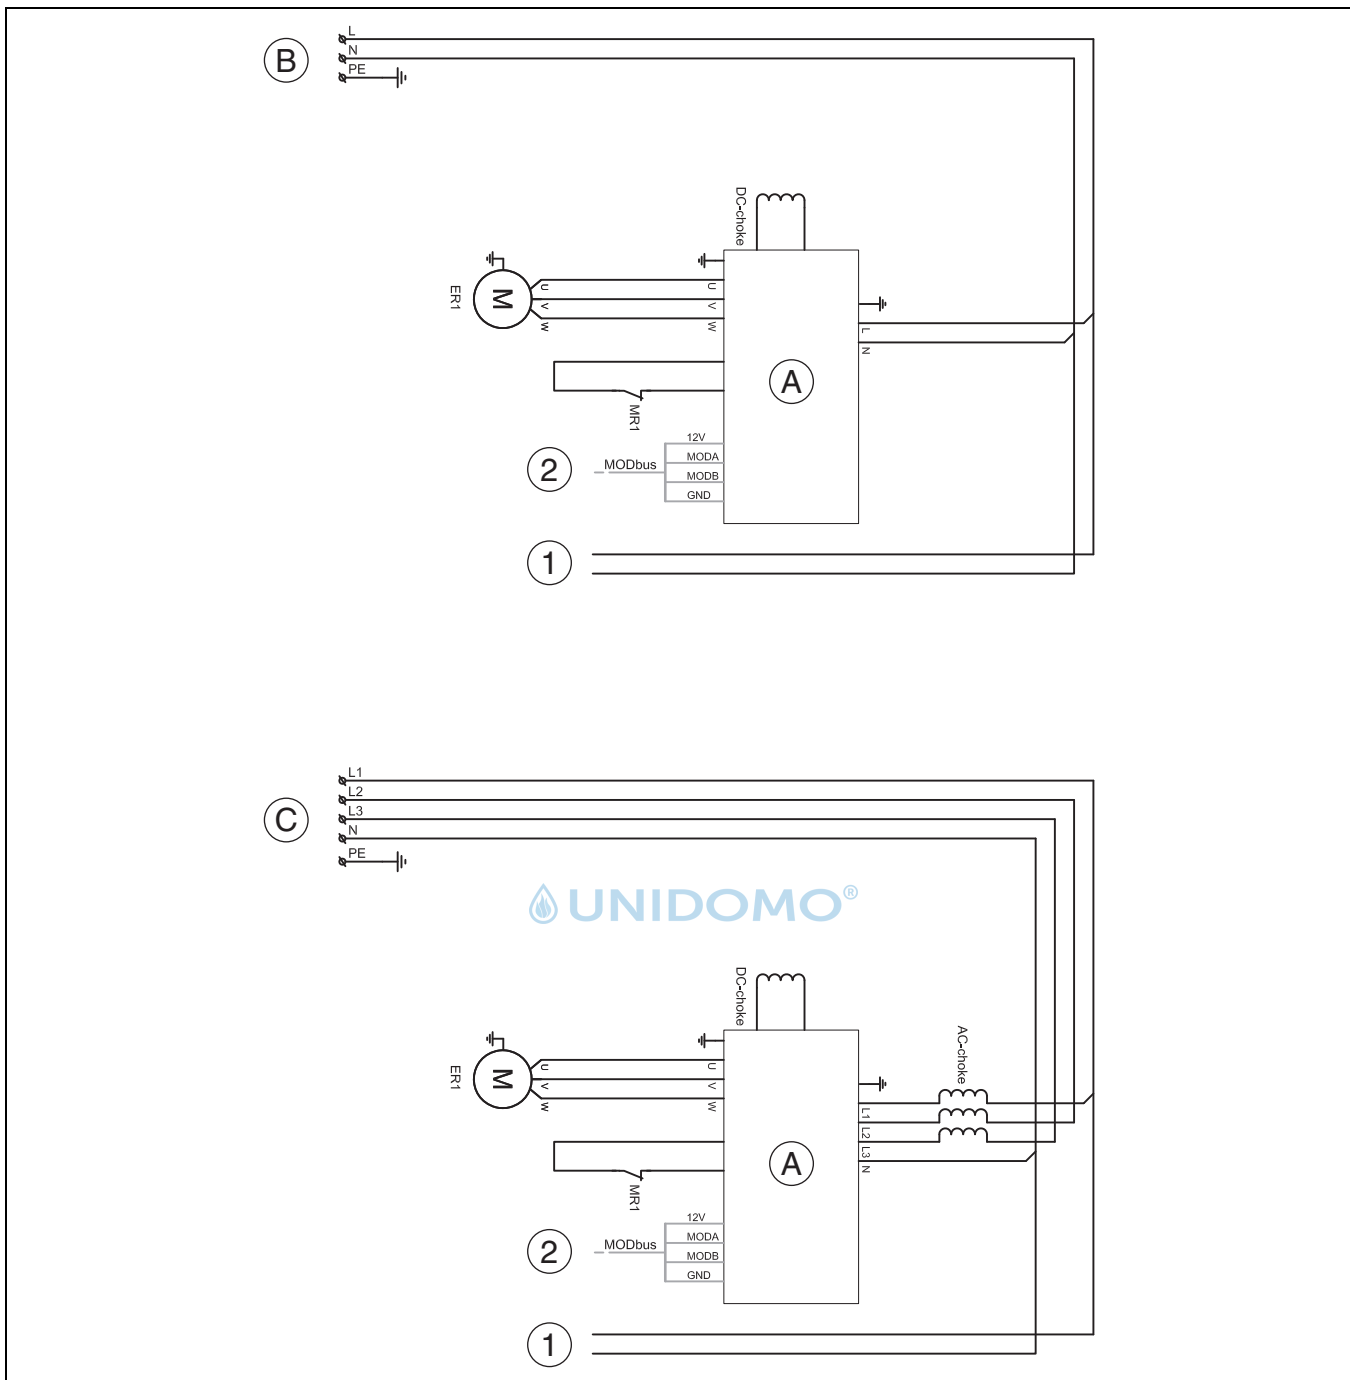 L
N
B
PE
DC-choke
U
V
W
M
ER1
U
V
W
L
N
A
MR1
12V
MODA
MODbus
2
MODB
GND
1
L1
L2
L3
C
N
PE
UNIDOMO®
DC-choke
AC-choke
U
V
W
M
ER1
U
V
W
L1
L2
L3
N
A
MR1
12V
MODA
MODbus
2
MODB
GND
1